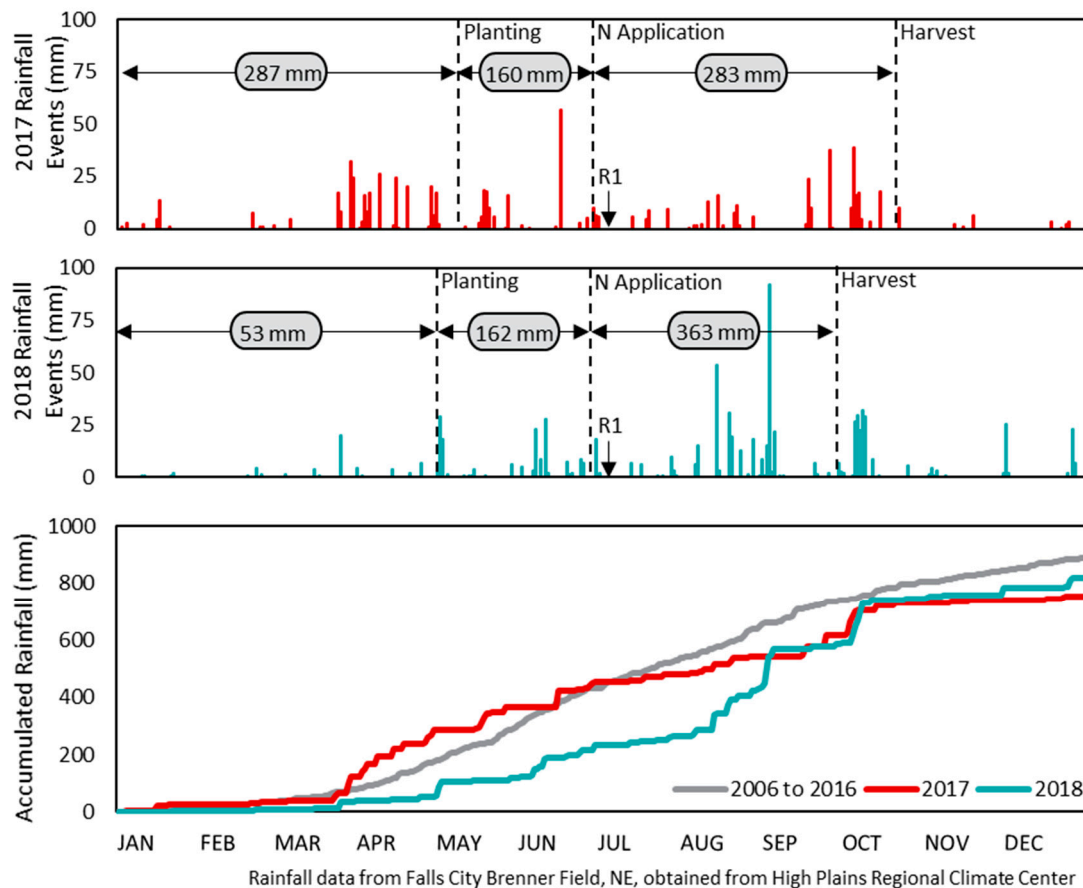 100
75
50
25
0
2017 Rainfall
Events (mm)
Planting
N Application
Harvest
287 mm
160 mm
283 mm
R1
100
75
50
25
0
2018 Rainfall
Events (mm)
Planting
N Application
Harvest
53 mm
162 mm
363 mm
R1
1000
800
600
400
200
0
Accumulated Rainfall (mm)
2006 to 2016
2017
2018
JAN FEB MAR APR MAY JUN JUL AUG SEP OCT NOV DEC
Rainfall data from Falls City Brenner Field, NE, obtained from High Plains Regional Climate Center